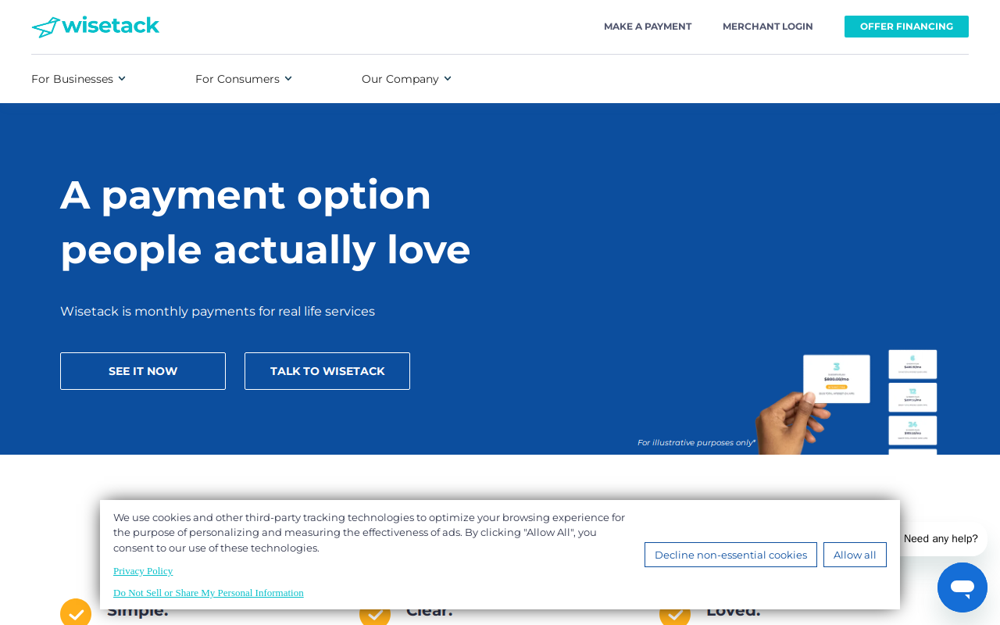 wisetack
MAKE A PAYMENT
MERCHANT LOGIN
OFFER FINANCING
For Businesses
For Consumers
Our Company
A payment option
people actually love
Wisetack is monthly payments for real life services
SEE IT NOW
TALK TO WISETACK
For illustrative purposes only*
3
$800.00/mo
6
12
24
We use cookies and other third-party tracking technologies to optimize your browsing experience for
the purpose of personalizing and measuring the effectiveness of ads. By clicking "Allow All", you
consent to our use of these technologies.
Privacy Policy
Do Not Sell or Share My Personal Information
Decline non-essential cookies
Allow all
Need any help?
Simple.
Clear.
Loved.